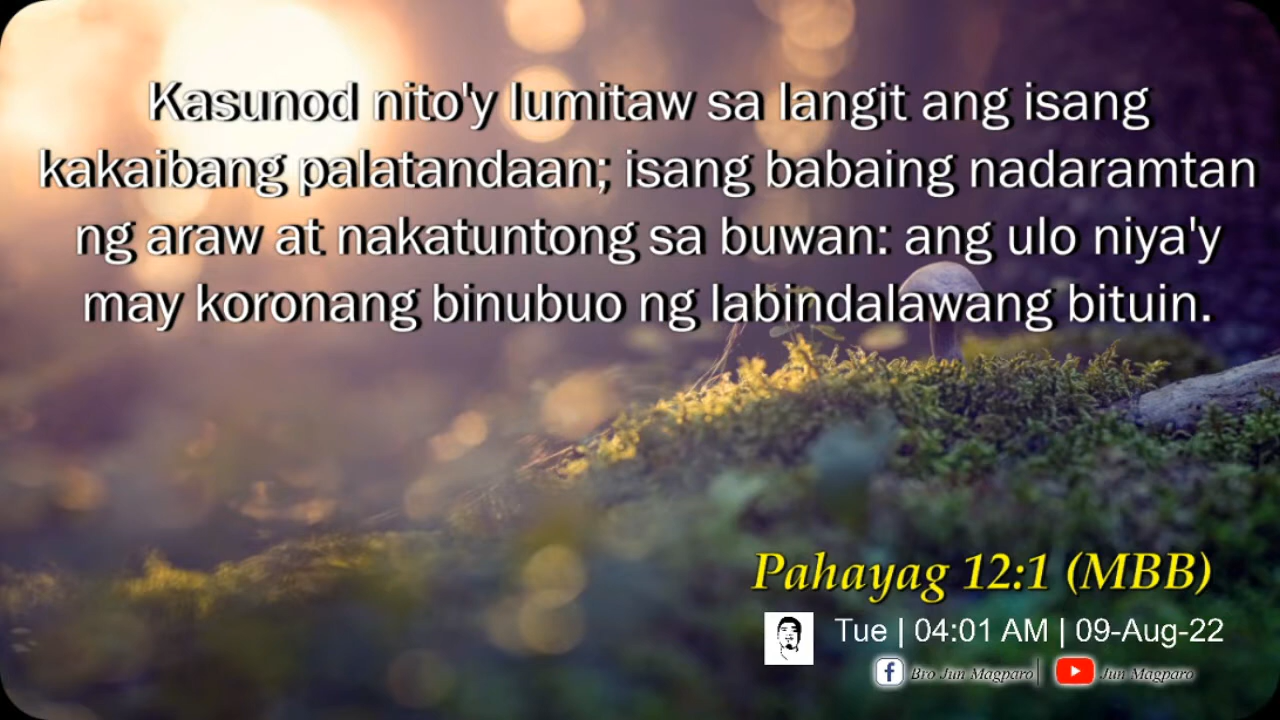 Kasunod nito'y lumitaw sa langit ang isang
kakaibang palatandaan; isang babaing nadaramtan
ng araw at nakatuntong sa buwan: ang ulo niya'y
may koronang binubuo ng labindalawang bituin.
Pahayag 12:1 (MBB)
Tue | 04:01 AM | 09-Aug-22
Bro Jun Magparo | Jun Magparo